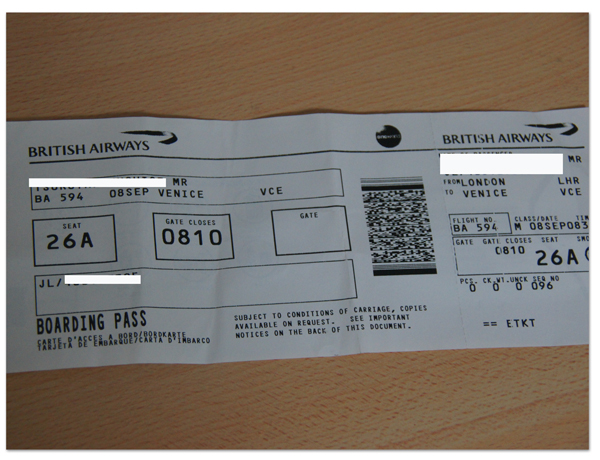 BRITISH AIRWAYS
MR
BA 594 08SEP VENICE VCE
SEAT
26A
GATE CLOSES
0810
GATE
JL/
BOARDING PASS
CARTE D'ACCES A BORD/BORDKARTE
TARJETA DE EMBARQUE/CARTA D'IMBARCO
SUBJECT TO CONDITIONS OF CARRIAGE, COPIES
AVAILABLE ON REQUEST. SEE IMPORTANT
NOTICES ON THE BACK OF THIS DOCUMENT.
BRITISH AIRWAYS
MR
FROM LONDON LHR
TO VENICE VCE
FLIGHT NO. CLASS/DATE
BA 594 M 08SEP083
GATE GATE CLOSES SEAT
0810 26A
PCS. CK.WT.UNCK SEQ NO
0 0 0 096
== ETKT